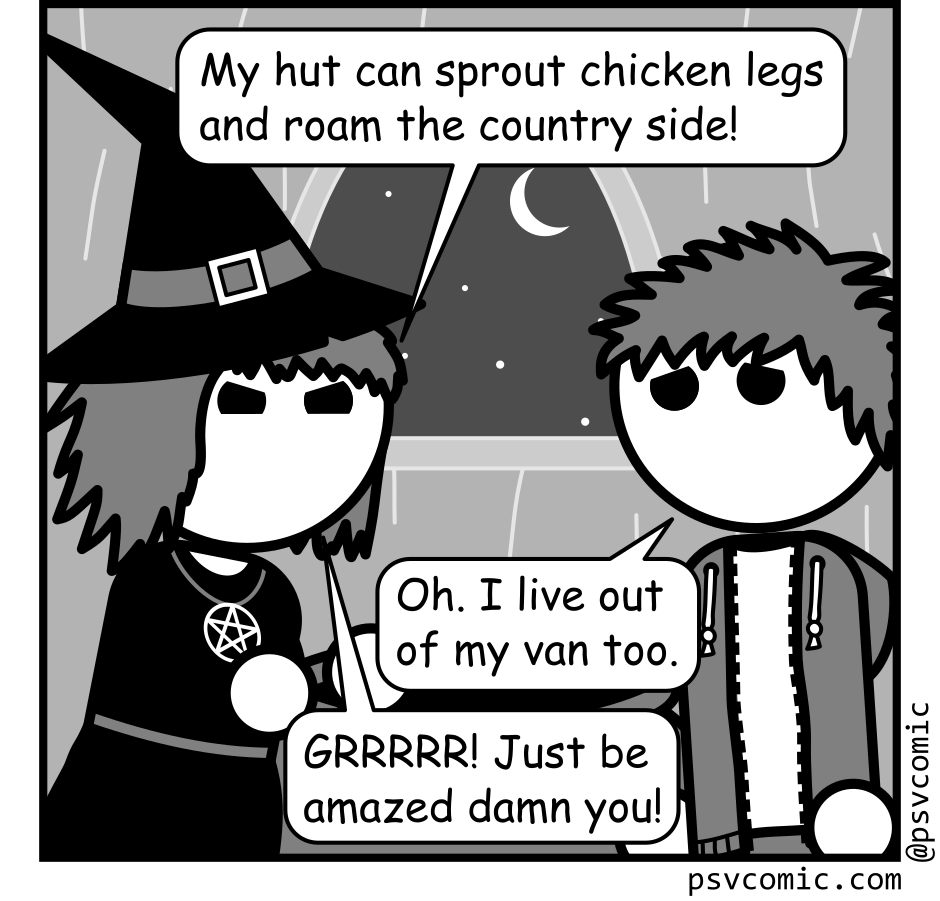 My hut can sprout chicken legs
and roam the country side!
Oh. I live out
of my van too.
GRRRRR! Just be
amazed damn you!
@psvcomic
psvcomic.com